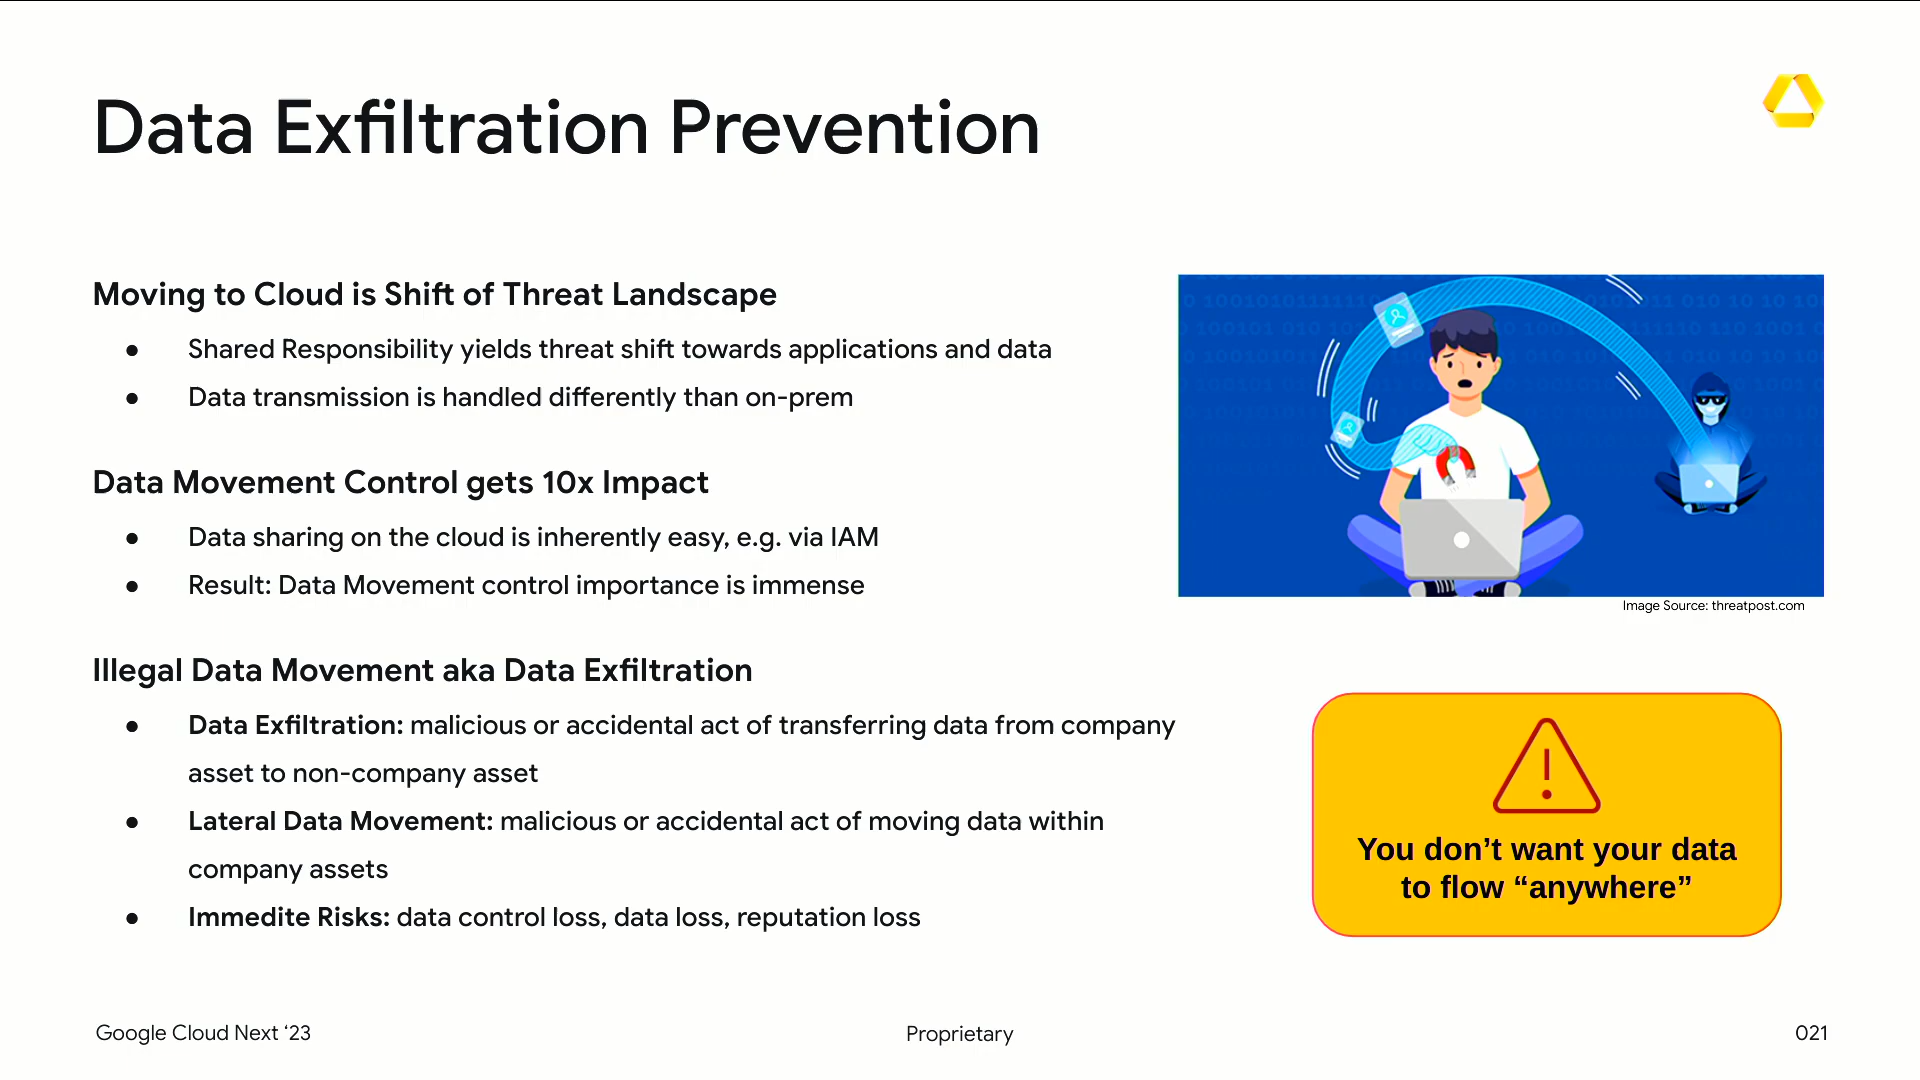 Data Exfiltration Prevention
Moving to Cloud is Shift of Threat Landscape
● Shared Responsibility yields threat shift towards applications and data
● Data transmission is handled differently than on-prem
Data Movement Control gets 10x Impact
● Data sharing on the cloud is inherently easy, e.g. via IAM
● Result: Data Movement control importance is immense
Image Source: threatpost.com
Illegal Data Movement aka Data Exfiltration
● Data Exfiltration: malicious or accidental act of transferring data from company
asset to non-company asset
● Lateral Data Movement: malicious or accidental act of moving data within
company assets
● Immedite Risks: data control loss, data loss, reputation loss
You don’t want your data
to flow “anywhere”
Google Cloud Next ‘23
Proprietary
021